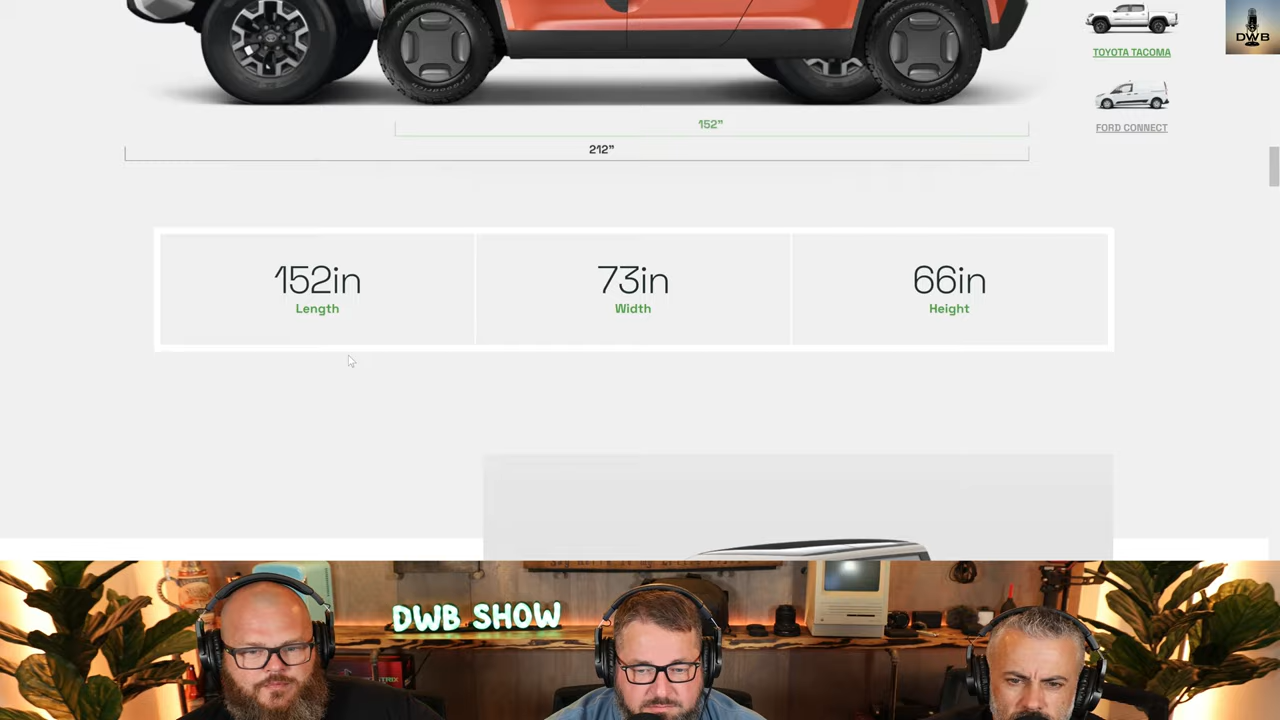 DWB
TOYOTA TACOMA
FORD CONNECT
152"
212"
152in
Length
73in
Width
66in
Height
DWB SHOW